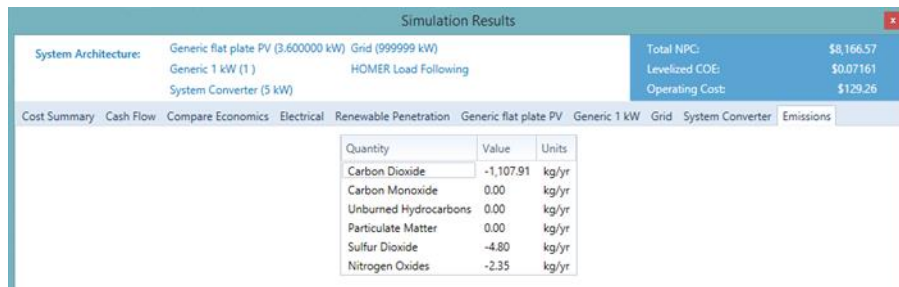 Simulation Results
x
System Architecture:
Generic flat plate PV (3.600000 kW) Grid (999999 kW)
Generic 1 kW (1 ) HOMER Load Following
System Converter (5 kW)
Total NPC: $8,166.57
Levelized COE: $0.07161
Operating Cost: $129.26
Cost Summary Cash Flow Compare Economics Electrical Renewable Penetration Generic flat plate PV Generic 1 kW Grid System Converter Emissions
Quantity Value Units
Carbon Dioxide -1,107.91 kg/yr
Carbon Monoxide 0.00 kg/yr
Unburned Hydrocarbons 0.00 kg/yr
Particulate Matter 0.00 kg/yr
Sulfur Dioxide -4.80 kg/yr
Nitrogen Oxides -2.35 kg/yr